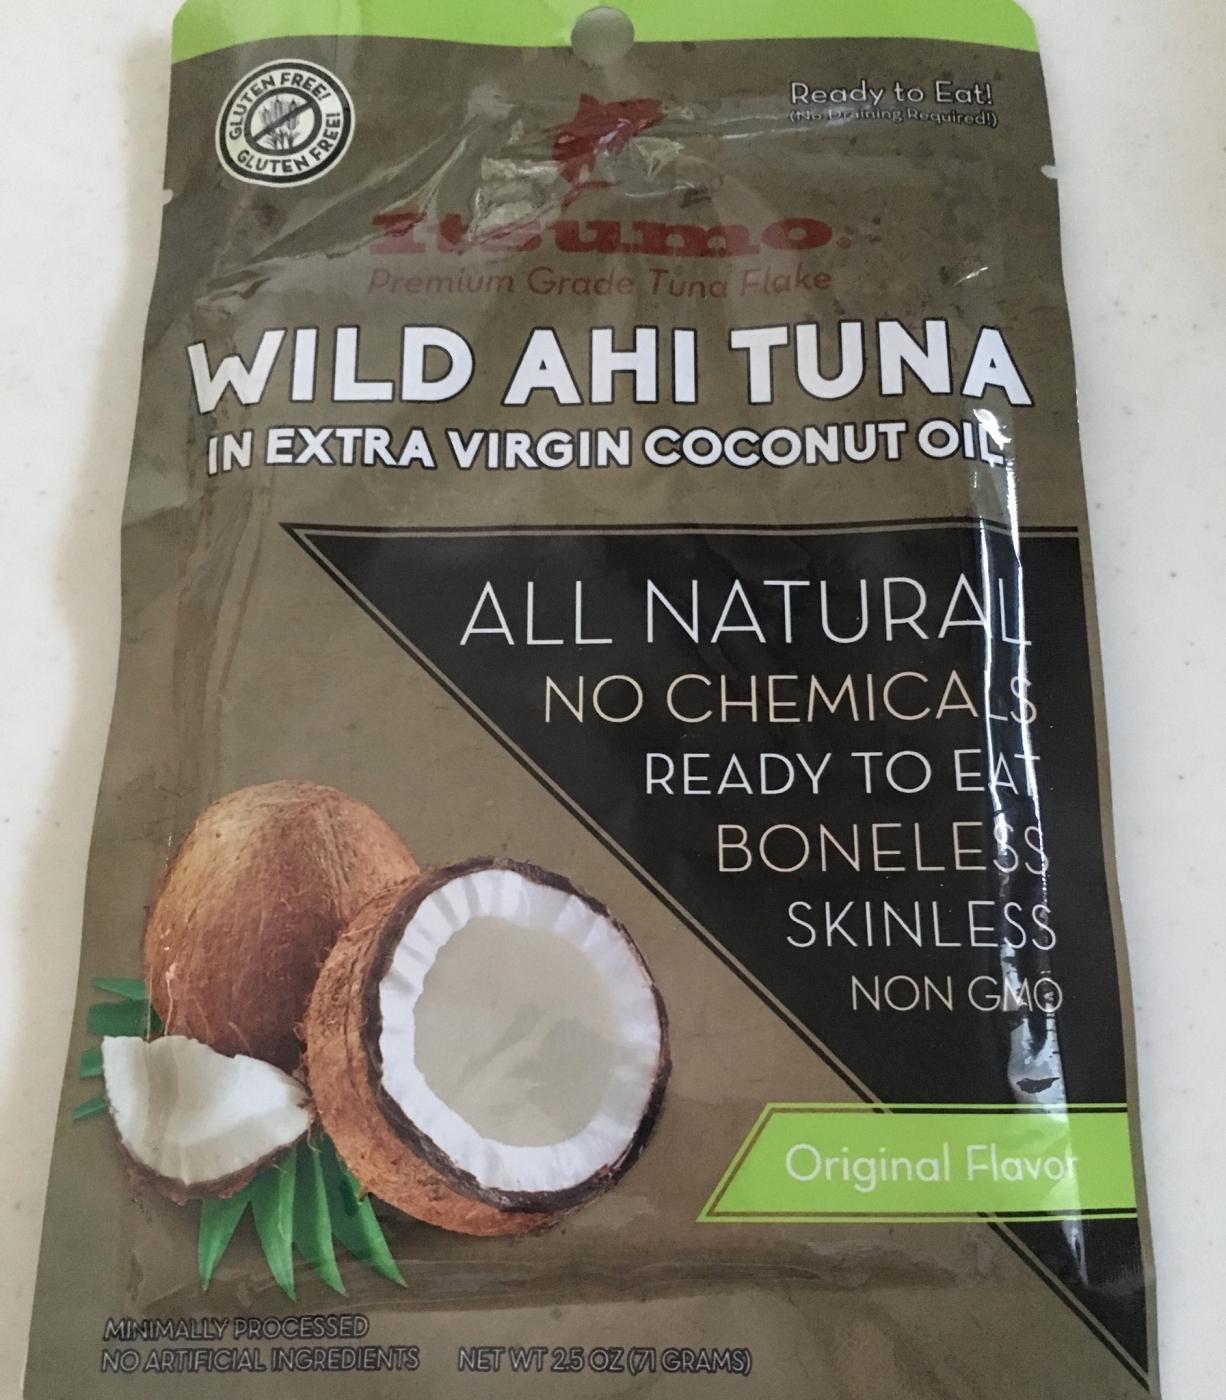 GLUTEN FREE!
GLUTEN FREE!
Ready to Eat!
(No Draining Required!)
Itsumo.
Premium Grade Tuna Flake
WILD AHI TUNA
IN EXTRA VIRGIN COCONUT OIL
ALL NATURAL
NO CHEMICALS
READY TO EAT
BONELESS
SKINLESS
NON GMO
Original Flavor
MINIMALLY PROCESSED
NO ARTIFICIAL INGREDIENTS NET WT 2.5 OZ (71 GRAMS)